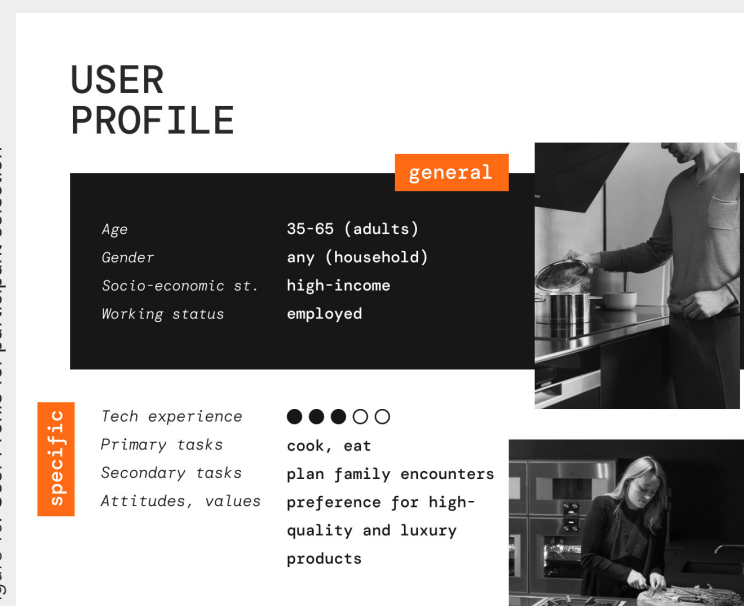 USER
PROFILE
general
Age 35-65 (adults)
Gender any (household)
Socio-economic st. high-income
Working status employed
specific
Tech experience
Primary tasks cook, eat
Secondary tasks plan family encounters
Attitudes, values preference for high-
quality and luxury
products